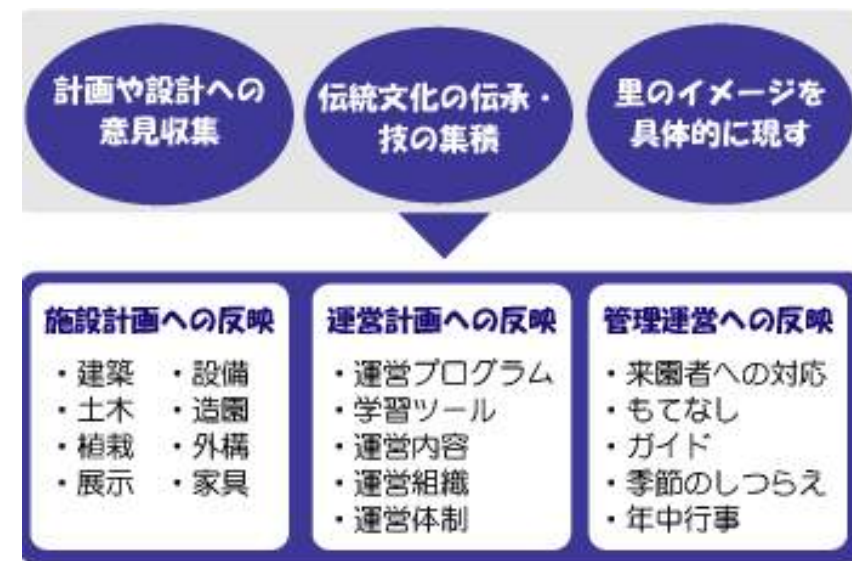 計画や設計への
意見収集
伝統文化の伝承・
技の集積
里のイメージを
具体的に現す
施設計画への反映
・建築 ・設備
・土木 ・造園
・植栽 ・外構
・展示 ・家具
運営計画への反映
・運営プログラム
・学習ツール
・運営内容
・運営組織
・運営体制
管理運営への反映
・来園者への対応
・もてなし
・ガイド
・季節のしつらえ
・年中行事